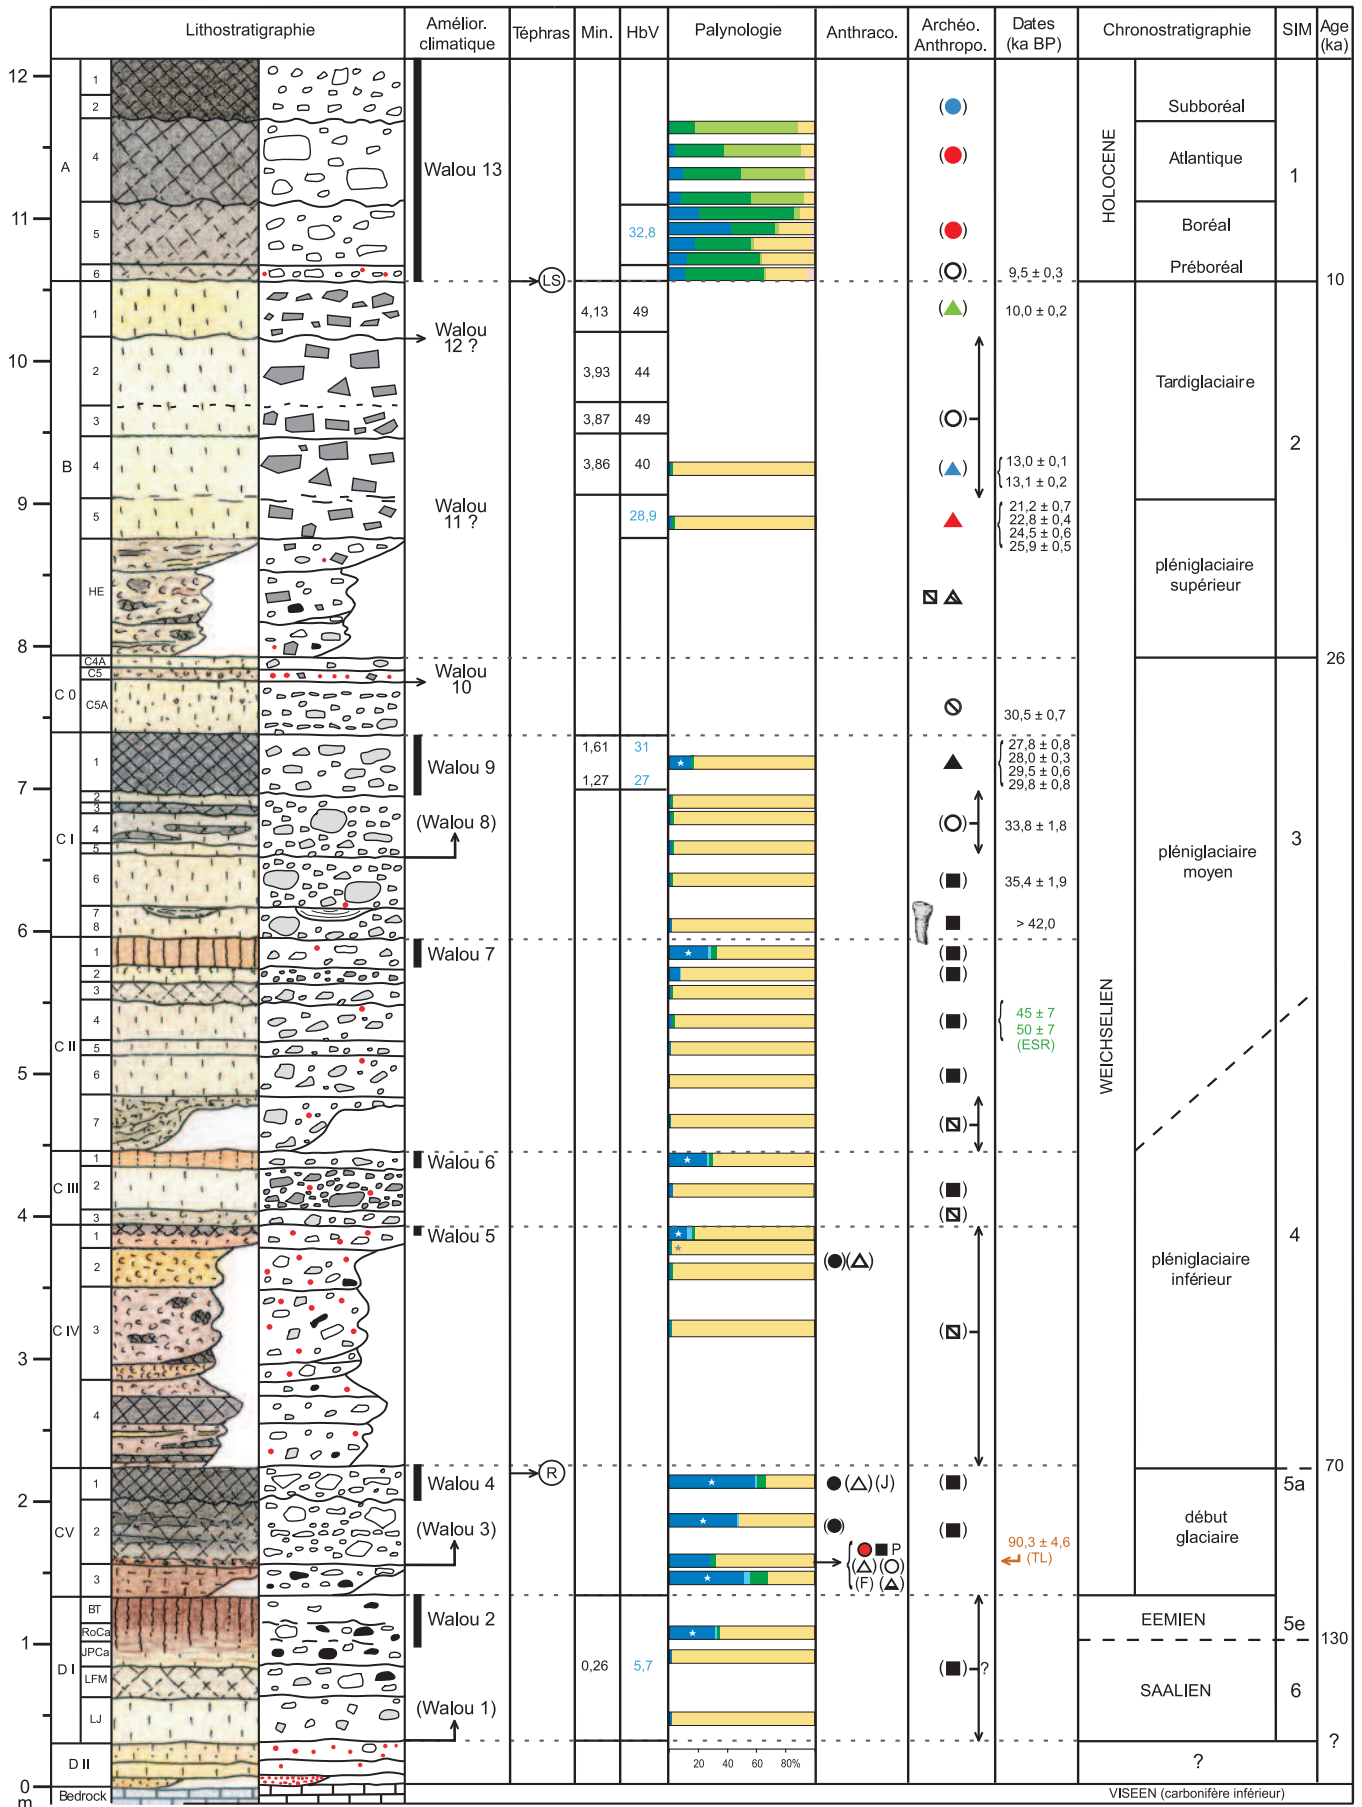 Lithostratigraphie
Amélior. climatique
Téphras
Min.
HbV
Palynologie
Anthraco.
Archéo. Anthropo.
Dates (ka BP)
Chronostratigraphie
SIM
Age (ka)
12
11
10
9
8
7
6
5
4
3
2
1
0
m
A
1
2
4
5
6
B
1
2
3
4
5
HE
C 0
C4A
C5
C5A
C I
1
2
3
4
5
6
7
8
C II
1
2
3
4
5
6
7
C III
1
2
3
C IV
1
2
3
4
CV
1
2
3
D I
BT
RoCa
JPCa
LFM
LJ
D II
Bedrock
Walou 13
Walou 12 ?
Walou 11 ?
Walou 10
Walou 9
(Walou 8)
Walou 7
Walou 6
Walou 5
Walou 4
(Walou 3)
Walou 2
(Walou 1)
LS
R
4,13
3,93
3,87
3,86
1,61
1,27
0,26
32,8
49
44
49
40
28,9
31
27
5,7
20 40 60 80%
( ) (J)
P
(F)
?
9,5 ± 0,3
10,0 ± 0,2
13,0 ± 0,1
13,1 ± 0,2
21,2 ± 0,7
22,8 ± 0,4
24,5 ± 0,6
25,9 ± 0,5
30,5 ± 0,7
27,8 ± 0,8
28,0 ± 0,3
29,5 ± 0,6
29,8 ± 0,8
33,8 ± 1,8
35,4 ± 1,9
> 42,0
45 ± 7
50 ± 7
(ESR)
90,3 ± 4,6
(TL)
HOLOCENE
Subboréal
Atlantique
Boréal
Préboréal
WEICHSELIEN
Tardiglaciaire
pléniglaciaire supérieur
pléniglaciaire moyen
pléniglaciaire inférieur
début glaciaire
EEMIEN
SAALIEN
?
VISEEN (carbonifère inférieur)
1
2
3
4
5a
5e
6
10
26
70
130
?